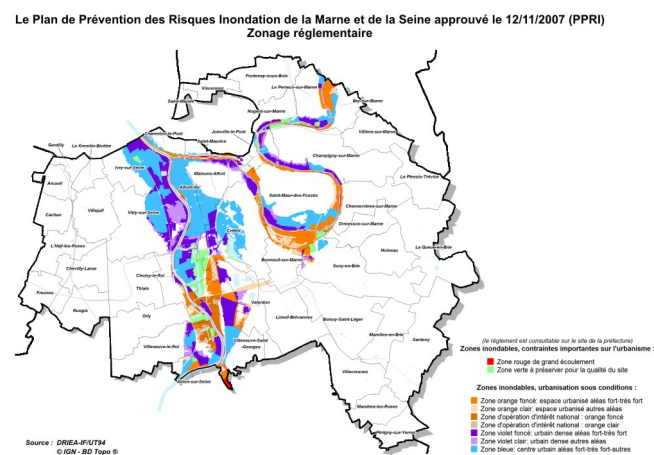 Le Plan de Prévention des Risques Inondation de la Marne et de la Seine approuvé le 12/11/2007 (PPRI)
Zonage réglementaire
Fontenay-sous-Bois
Vincennes
Le Perreux-sur-Marne
Saint-Mandé
Bry-sur-Marne
Nogent-sur-Marne
Charenton-le-Pont
Joinville-le-Pont
Villiers-sur-Marne
Saint-Maurice
Gentilly
Le Kremlin-Bicêtre
Champigny-sur-Marne
Ivry-sur-Seine
Maisons-Alfort
Le Plessis-Trévise
Arcueil
Alfortville
Saint-Maur-des-Fossés
Chennevières-sur-Marne
Cachan
Villejuif
Vitry-sur-Seine
Ormesson-sur-Marne
Créteil
L'Haÿ-les-Roses
Noiseau
La Queue-en-Brie
Bonneuil-sur-Marne
Sucy-en-Brie
Chevilly-Larue
Choisy-le-Roi
Thiais
Fresnes
Rungis
Valenton
Orly
Limeil-Brévannes
Boissy-Saint-Léger
Marolles-en-Brie
Santeny
Villeneuve-le-Roi
Villeneuve-Saint
-Georges
Villecresnes
Ablon-sur-Seine
Mandres-les-Roses
Périgny-sur-Yerres
(le réglement est consultable sur le site de la préfecture)
Zones inondables, contraintes importantes sur l'urbanisme :
Zone rouge de grand écoulement
Zone verte à préserver pour la qualité du site
Zones inondables, urbanisation sous conditions :
Zone orange foncé: espace urbanisé aléas fort-très fort
Zone orange clair: espace urbanisé autres aléas
Zone d'opération d'intérêt national : orange foncé
Zone d'opération d'intérêt national : orange clair
Zone violet foncé: urbain dense aléas fort-très fort
Zone violet clair: urbain dense autres aléas
Zone bleue: centre urbain aléas fort-très fort-autres
Source : DRIEA-IF/UT94
© IGN - BD Topo ®